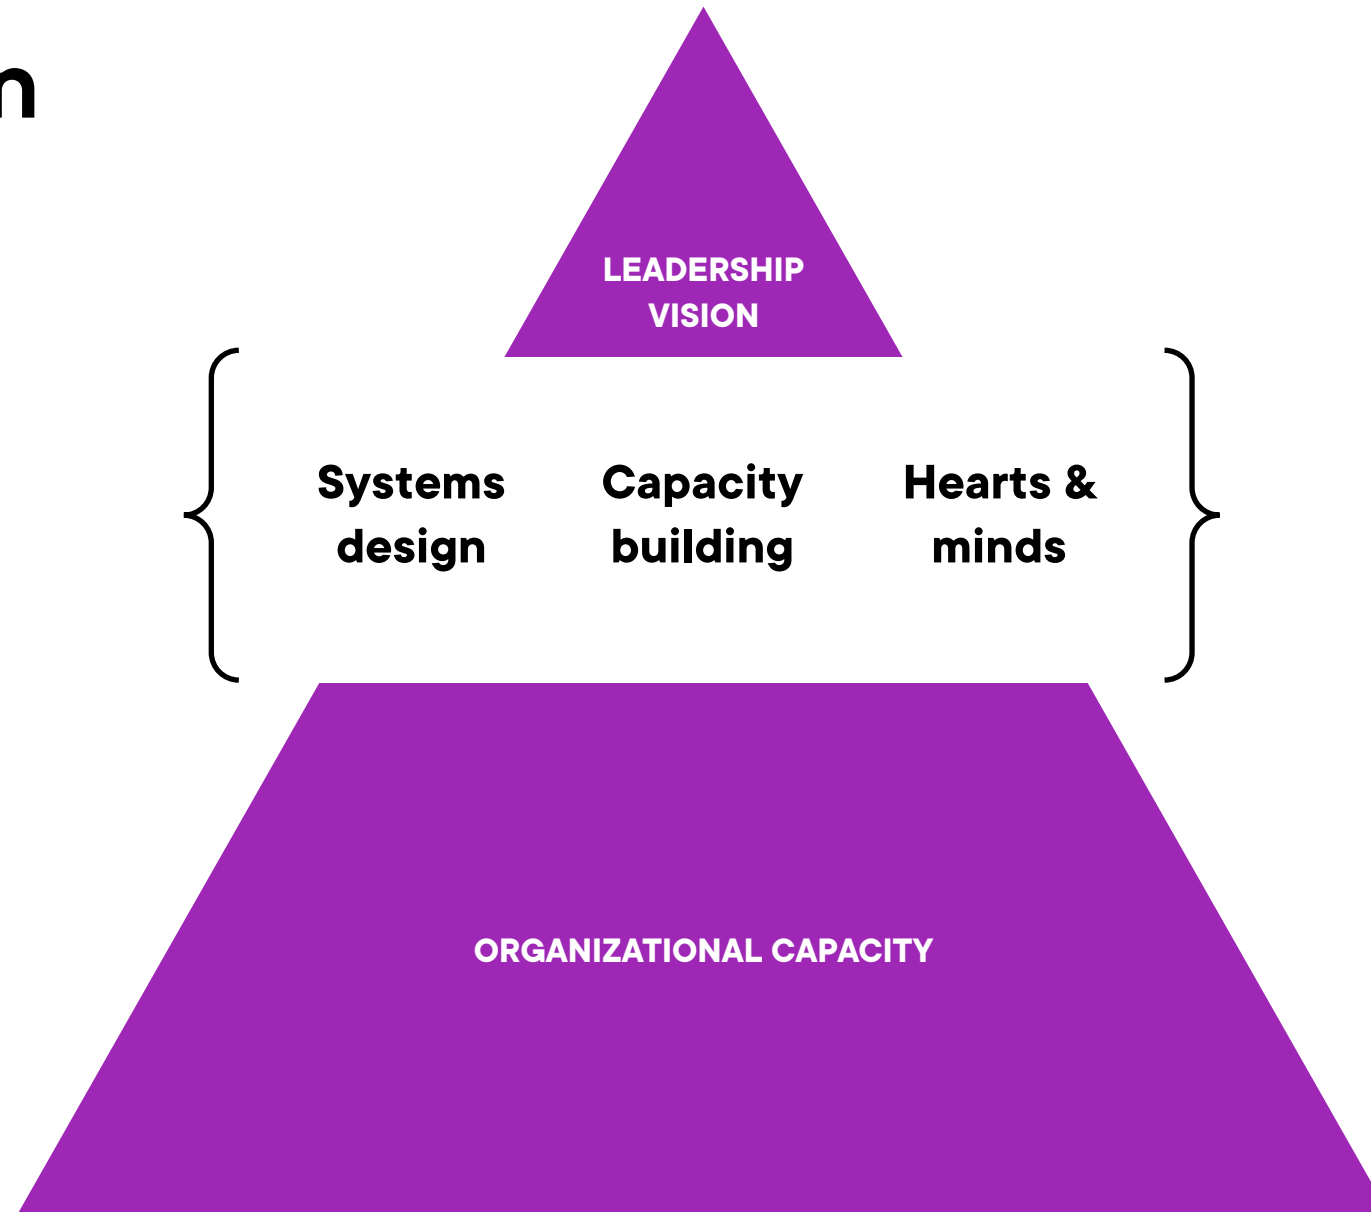 LEADERSHIP
VISION
Systems Capacity Hearts &
design building minds
ORGANIZATIONAL CAPACITY